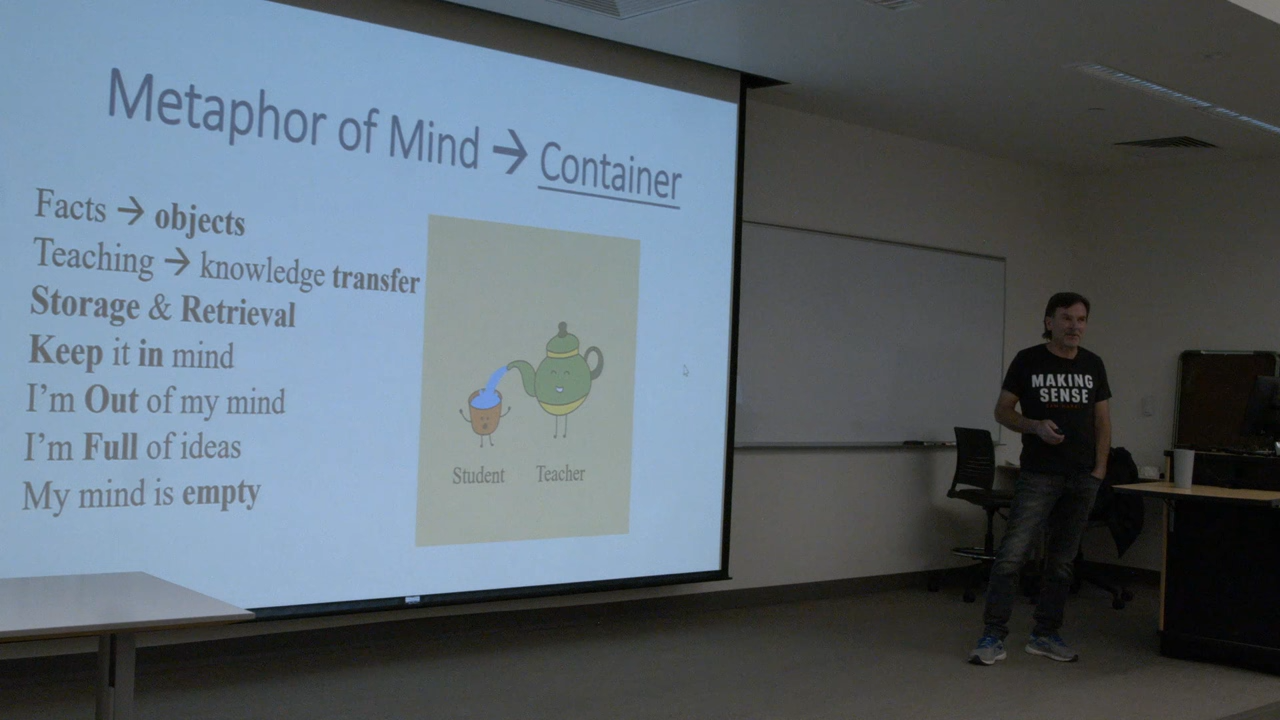 Metaphor of Mind → Container
Facts → objects
Teaching → knowledge transfer
Storage & Retrieval
Keep it in mind
I'm Out of my mind
I'm Full of ideas
My mind is empty
Student Teacher
MAKING
SENSE